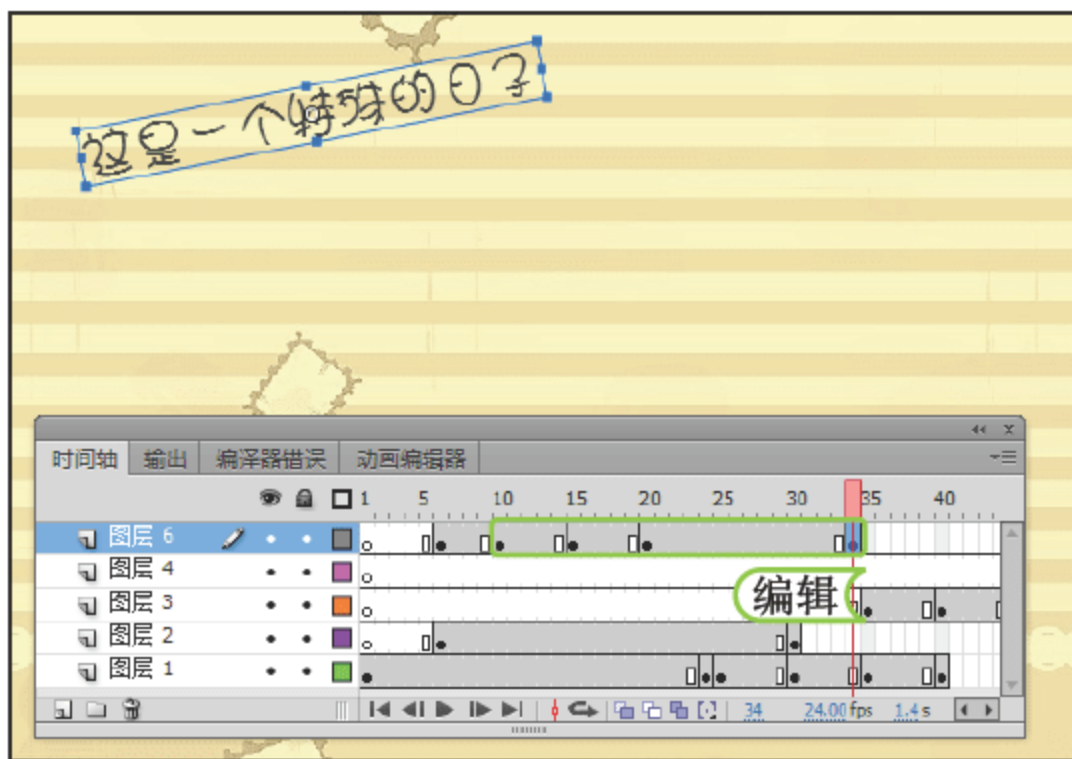 这是一个特殊的日子
时间轴 输出 编译器错误 动画编辑器
1 5 10 15 20 25 30 35 40
图层 6
图层 4
编辑
图层 3
图层 2
图层 1
34 24.00 fps 1.4 s